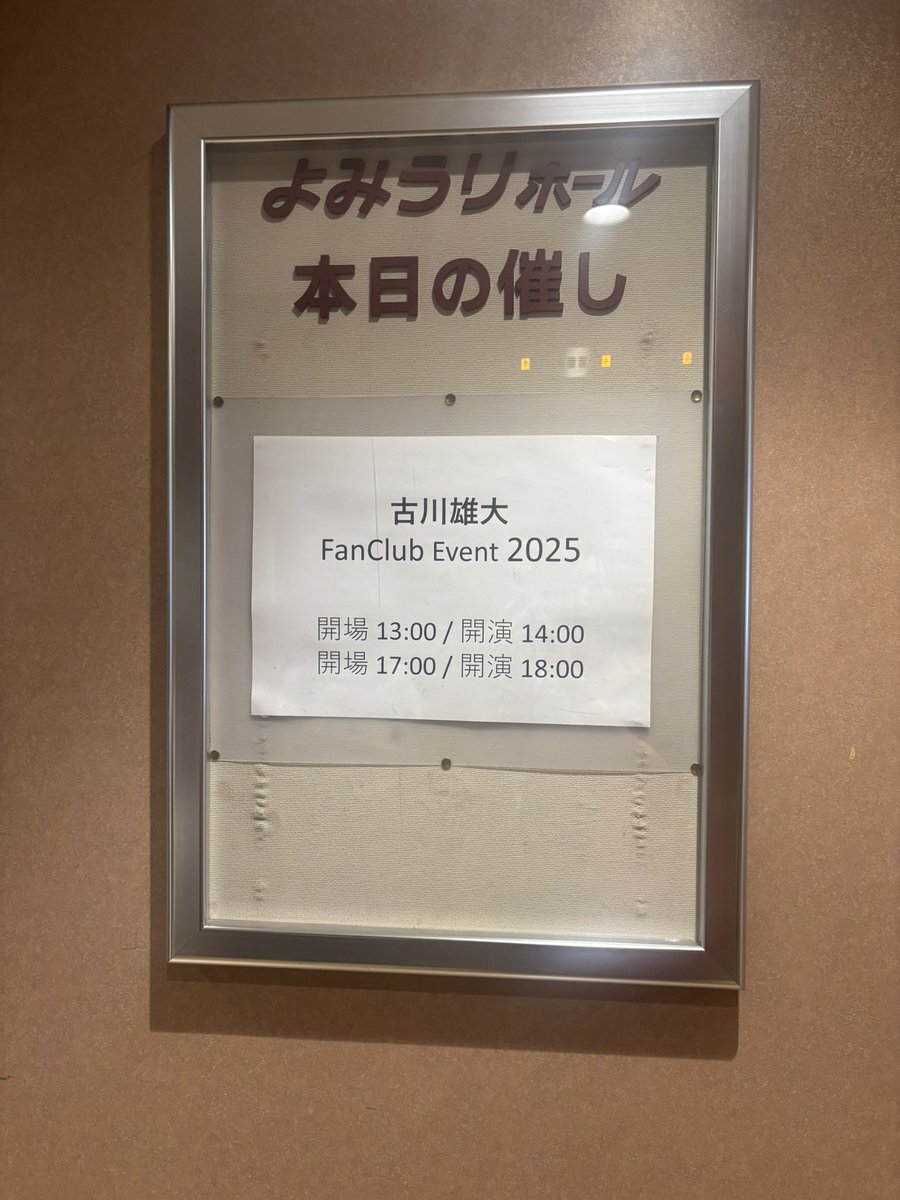 よみうりホール
本日の催し
古川雄大
FanClub Event 2025
開場 13:00 / 開演 14:00
開場 17:00 / 開演 18:00